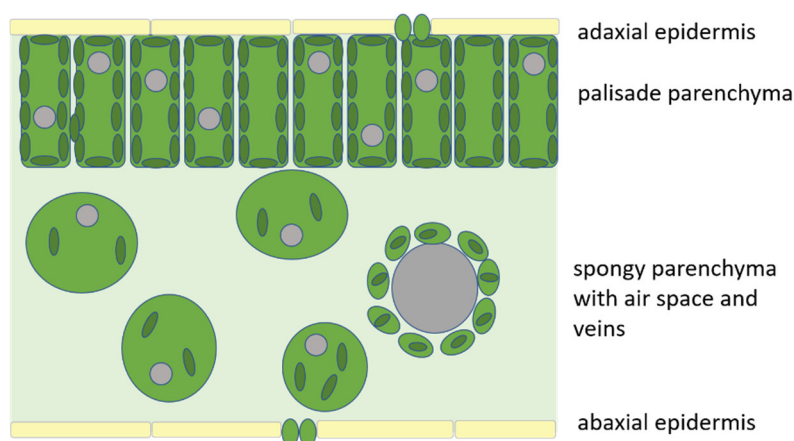 adaxial epidermis
palisade parenchyma
spongy parenchyma
with air space and
veins
abaxial epidermis